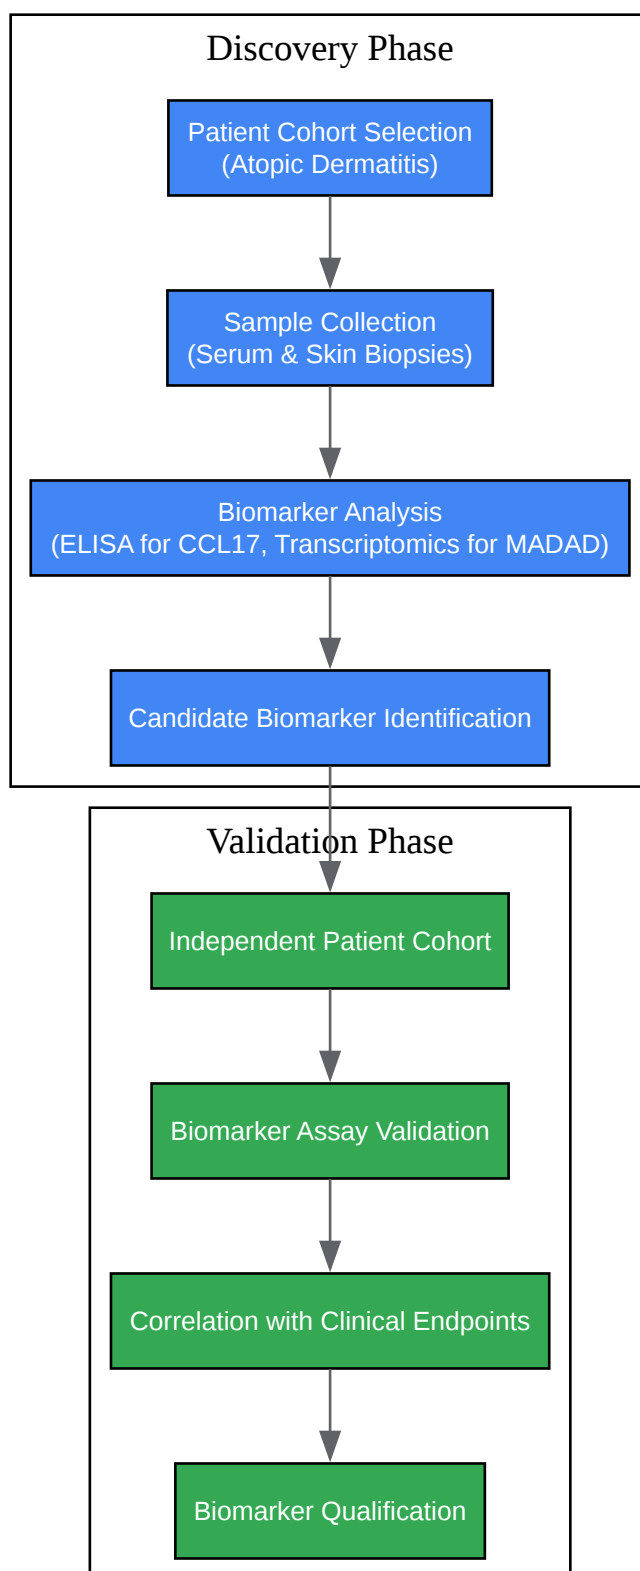 Discovery Phase
Patient Cohort Selection
(Atopic Dermatitis)
Sample Collection
(Serum & Skin Biopsies)
Biomarker Analysis
(ELISA for CCL17, Transcriptomics for MADAD)
Candidate Biomarker Identification
Validation Phase
Independent Patient Cohort
Biomarker Assay Validation
Correlation with Clinical Endpoints
Biomarker Qualification